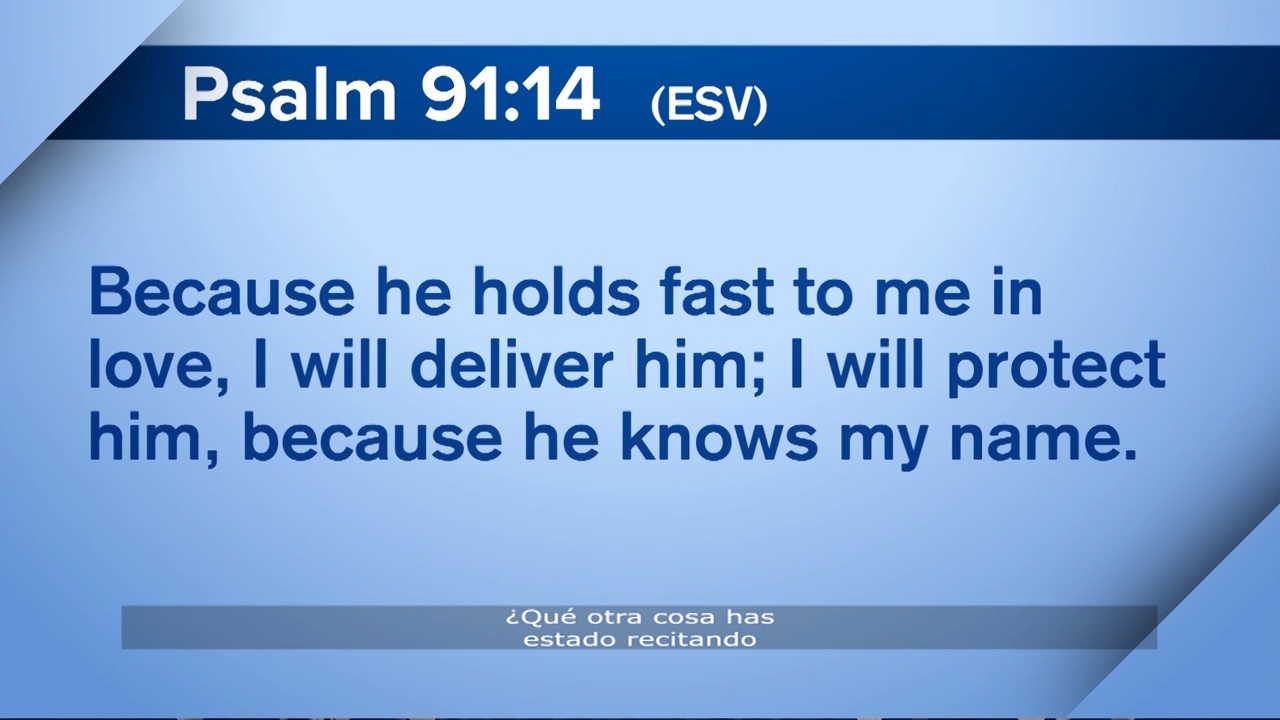 Psalm 91:14 (ESV)
Because he holds fast to me in
love, I will deliver him; I will protect
him, because he knows my name.
¿Qué otra cosa has
estado recitando